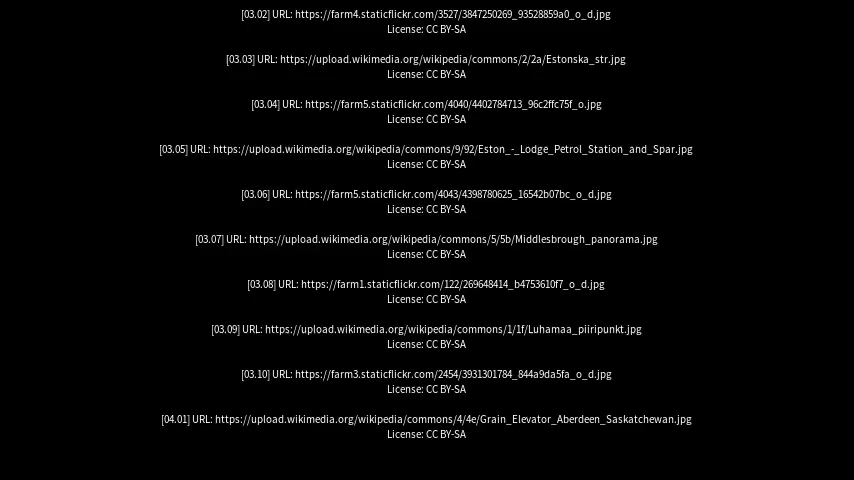 [03.02] URL: https://farm4.staticflickr.com/3527/3847250269_93528859a0_o_d.jpg
License: CC BY-SA
[03.03] URL: https://upload.wikimedia.org/wikipedia/commons/2/2a/Estonska_str.jpg
License: CC BY-SA
[03.04] URL: https://farm5.staticflickr.com/4040/4402784713_96c2ffc75f_o.jpg
License: CC BY-SA
[03.05] URL: https://upload.wikimedia.org/wikipedia/commons/9/92/Eston_-_Lodge_Petrol_Station_and_Spar.jpg
License: CC BY-SA
[03.06] URL: https://farm5.staticflickr.com/4043/4398780625_16542b07bc_o_d.jpg
License: CC BY-SA
[03.07] URL: https://upload.wikimedia.org/wikipedia/commons/5/5b/Middlesbrough_panorama.jpg
License: CC BY-SA
[03.08] URL: https://farm1.staticflickr.com/122/269648414_b4753610f7_o_d.jpg
License: CC BY-SA
[03.09] URL: https://upload.wikimedia.org/wikipedia/commons/1/1f/Luhamaa_piiripunkt.jpg
License: CC BY-SA
[03.10] URL: https://farm3.staticflickr.com/2454/3931301784_844a9da5fa_o_d.jpg
License: CC BY-SA
[04.01] URL: https://upload.wikimedia.org/wikipedia/commons/4/4e/Grain_Elevator_Aberdeen_Saskatchewan.jpg
License: CC BY-SA